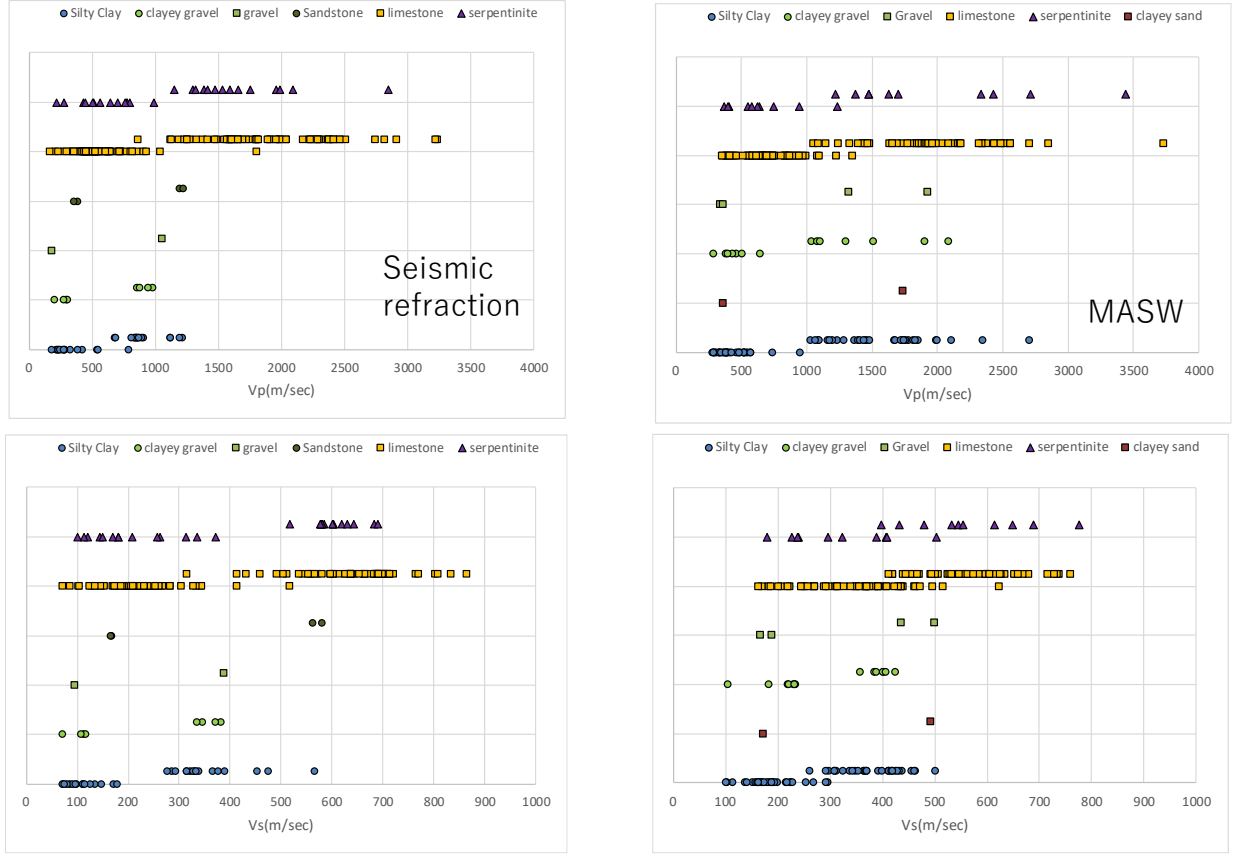 Silty Clay clayey gravel gravel Sandstone limestone serpentinite
0 500 1000 1500 2000 2500 3000 3500 4000
Vp(m/sec)
Seismic
refraction
Silty Clay clayey gravel Gravel limestone serpentinite clayey sand
0 500 1000 1500 2000 2500 3000 3500 4000
Vp(m/sec)
MASW
Silty Clay clayey gravel gravel Sandstone limestone serpentinite
0 100 200 300 400 500 600 700 800 900 1000
Vs(m/sec)
Silty Clay clayey gravel Gravel limestone serpentinite clayey sand
0 100 200 300 400 500 600 700 800 900 1000
Vs(m/sec)